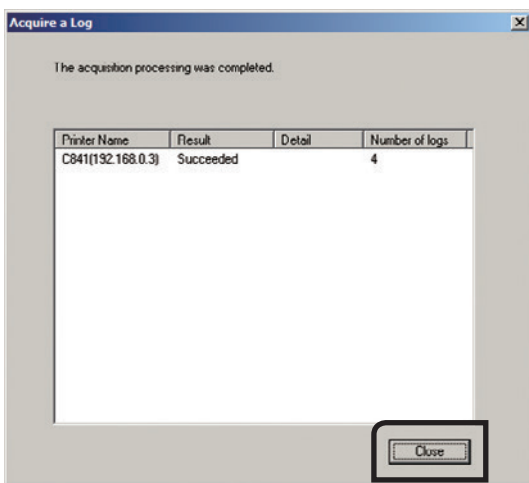 Acquire a Log
The acquisition processing was completed.
Printer Name Result Detail Number of logs
C841(192.168.0.3) Succeeded 4
Close